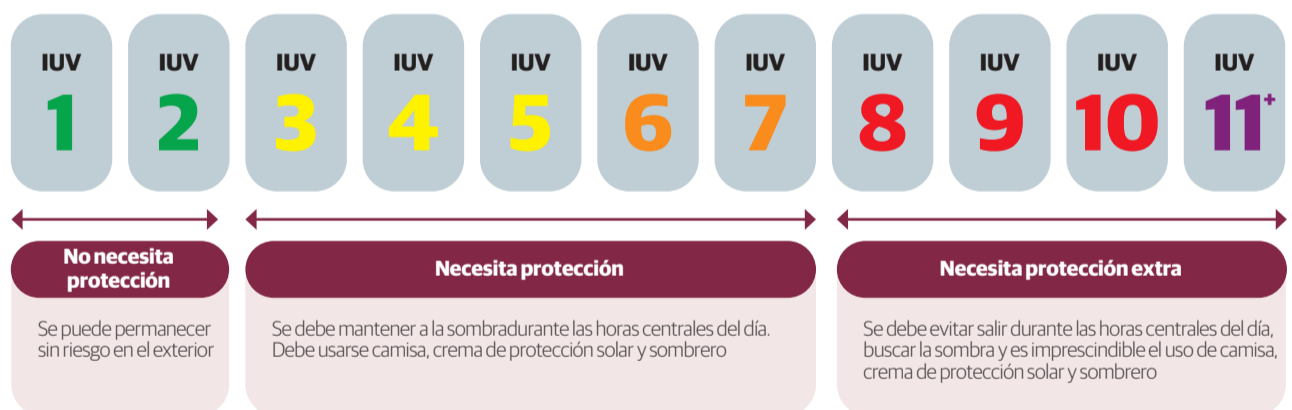 IUV IUV IUV IUV IUV IUV IUV IUV IUV IUV IUV
1 2 3 4 5 6 7 8 9 10 11+
No necesita
protección
Se puede permanecer
sin riesgo en el exterior
Necesita protección
Se debe mantener a la sombradurante las horas centrales del día.
Debe usarse camisa, crema de protección solar y sombrero
Necesita protección extra
Se debe evitar salir durante las horas centrales del día,
buscar la sombra y es imprescindible el uso de camisa,
crema de protección solar y sombrero